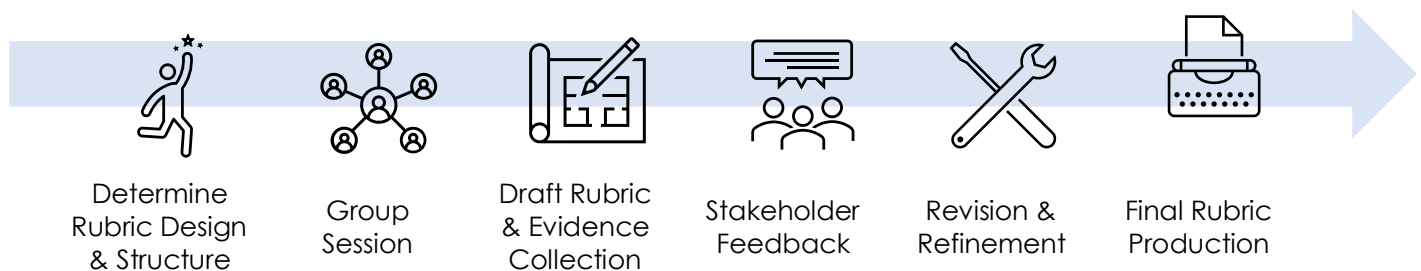 Determine
Rubric Design
& Structure
Group
Session
Draft Rubric
& Evidence
Collection
Stakeholder
Feedback
Revision &
Refinement
Final Rubric
Production